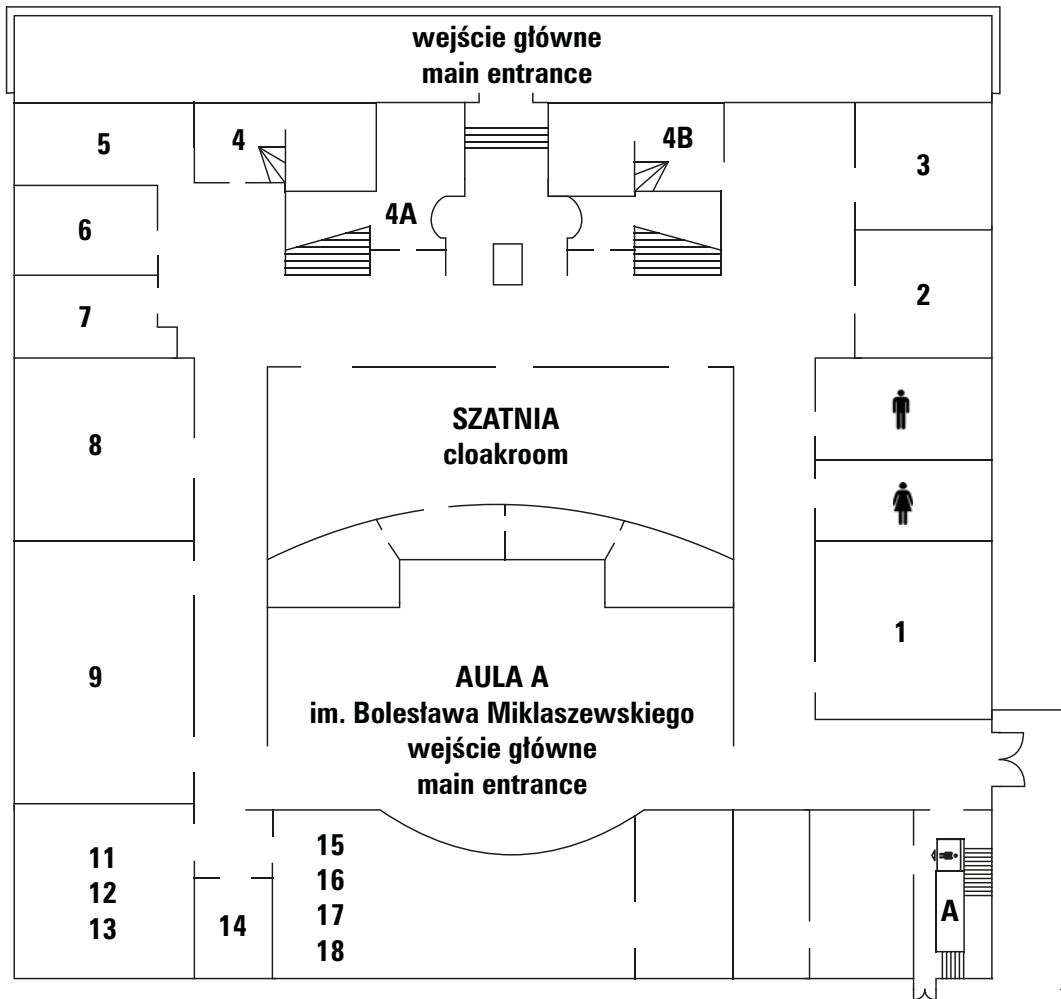 wejście główne
main entrance
5
4
4B
3
4A
6
2
7
SZATNIA
cloakroom
8
1
9
AULA A
im. Bolesława Miklaszewskiego
wejście główne
main entrance
11
12
13
14
15
16
17
18
A